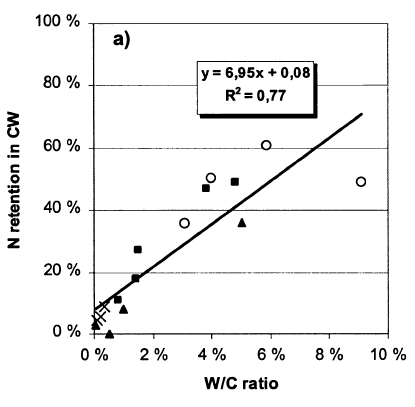 a)
y = 6,95x + 0,08
R² = 0,77
100 %
80 %
60 %
40 %
20 %
0 %
N retention in CW
0 % 2 % 4 % 6 % 8 % 10 %
W/C ratio